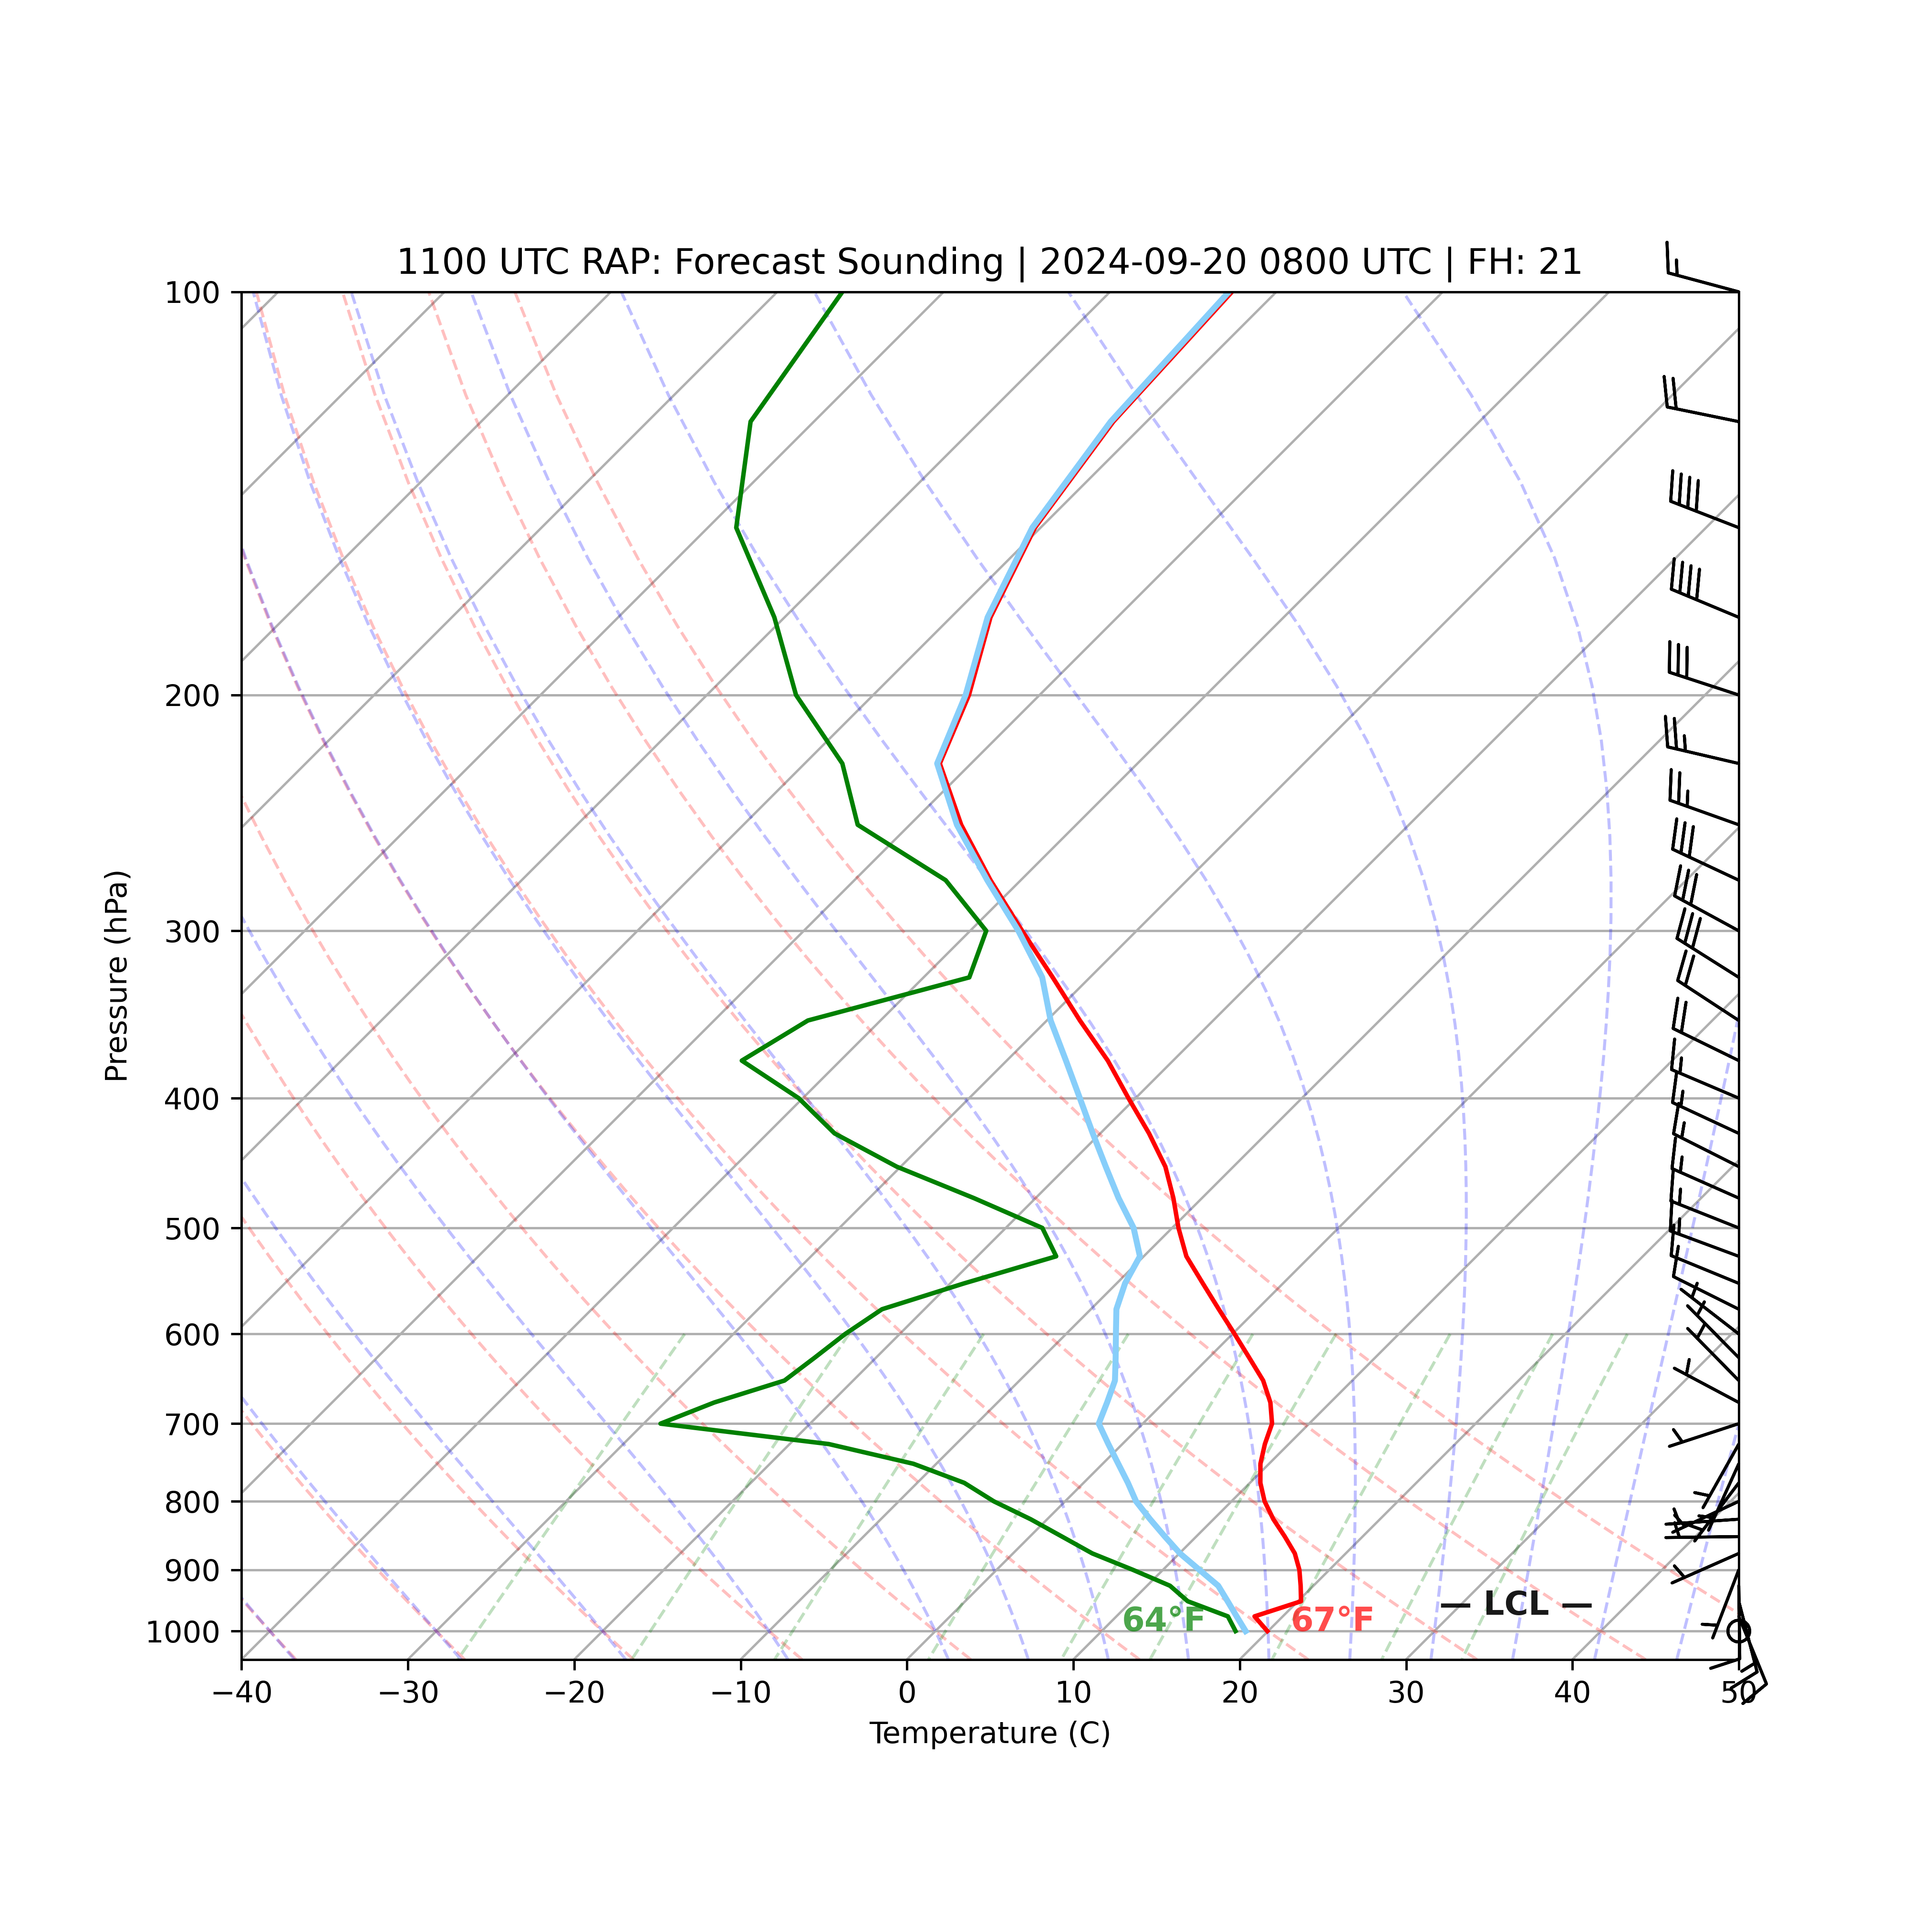 1100 UTC RAP: Forecast Sounding | 2024-09-20 0800 UTC | FH: 21
100
200
300
400
500
600
700
800
900
1000
Pressure (hPa)
64°F
67°F
— LCL —
−40 −30 −20 −10 0 10 20 30 40 50
Temperature (C)